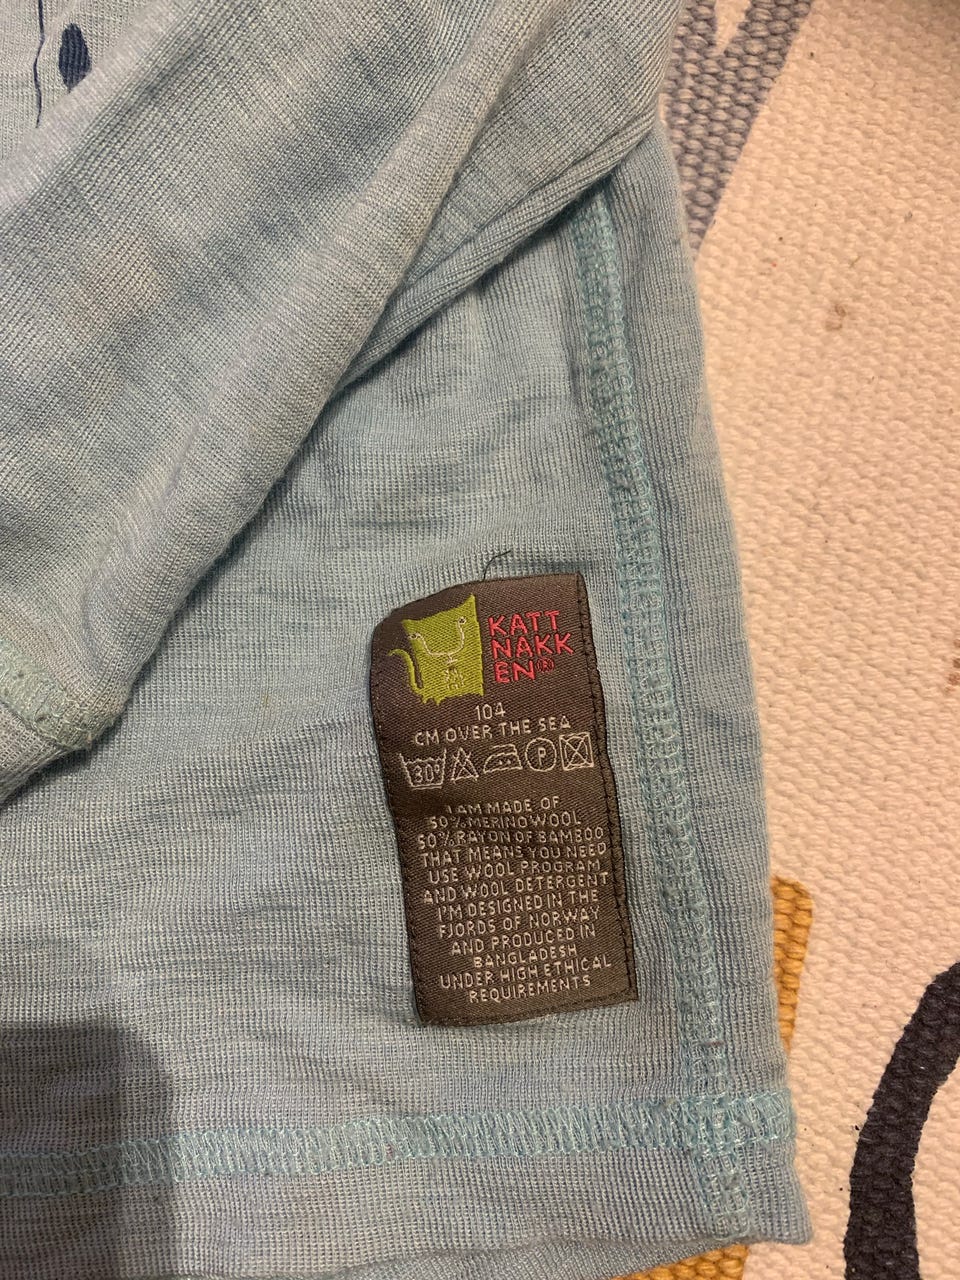 KATT
NAKK
EN®
104
CM OVER THE SEA
30° P
I AM MADE OF
50% MERINO WOOL
50% RAYON OF BAMBOO
THAT MEANS YOU NEED
USE WOOL PROGRAM
AND WOOL DETERGENT
I'M DESIGNED IN THE
FJORDS OF NORWAY
AND PRODUCED IN
BANGLADESH
UNDER HIGH ETHICAL
REQUIREMENTS